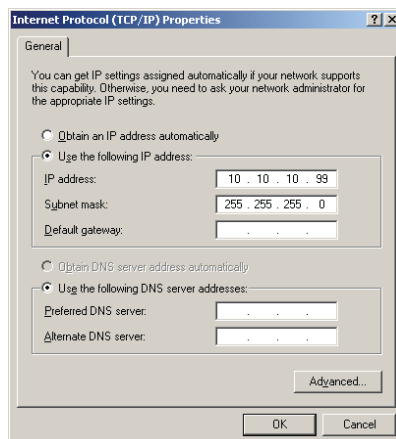 Internet Protocol (TCP/IP) Properties
General
You can get IP settings assigned automatically if your network supports
this capability. Otherwise, you need to ask your network administrator for
the appropriate IP settings.
Obtain an IP address automatically
Use the following IP address:
IP address: 10 . 10 . 10 . 99
Subnet mask: 255 . 255 . 255 . 0
Default gateway: . . .
Obtain DNS server address automatically
Use the following DNS server addresses:
Preferred DNS server: . . .
Alternate DNS server: . . .
Advanced...
OK Cancel